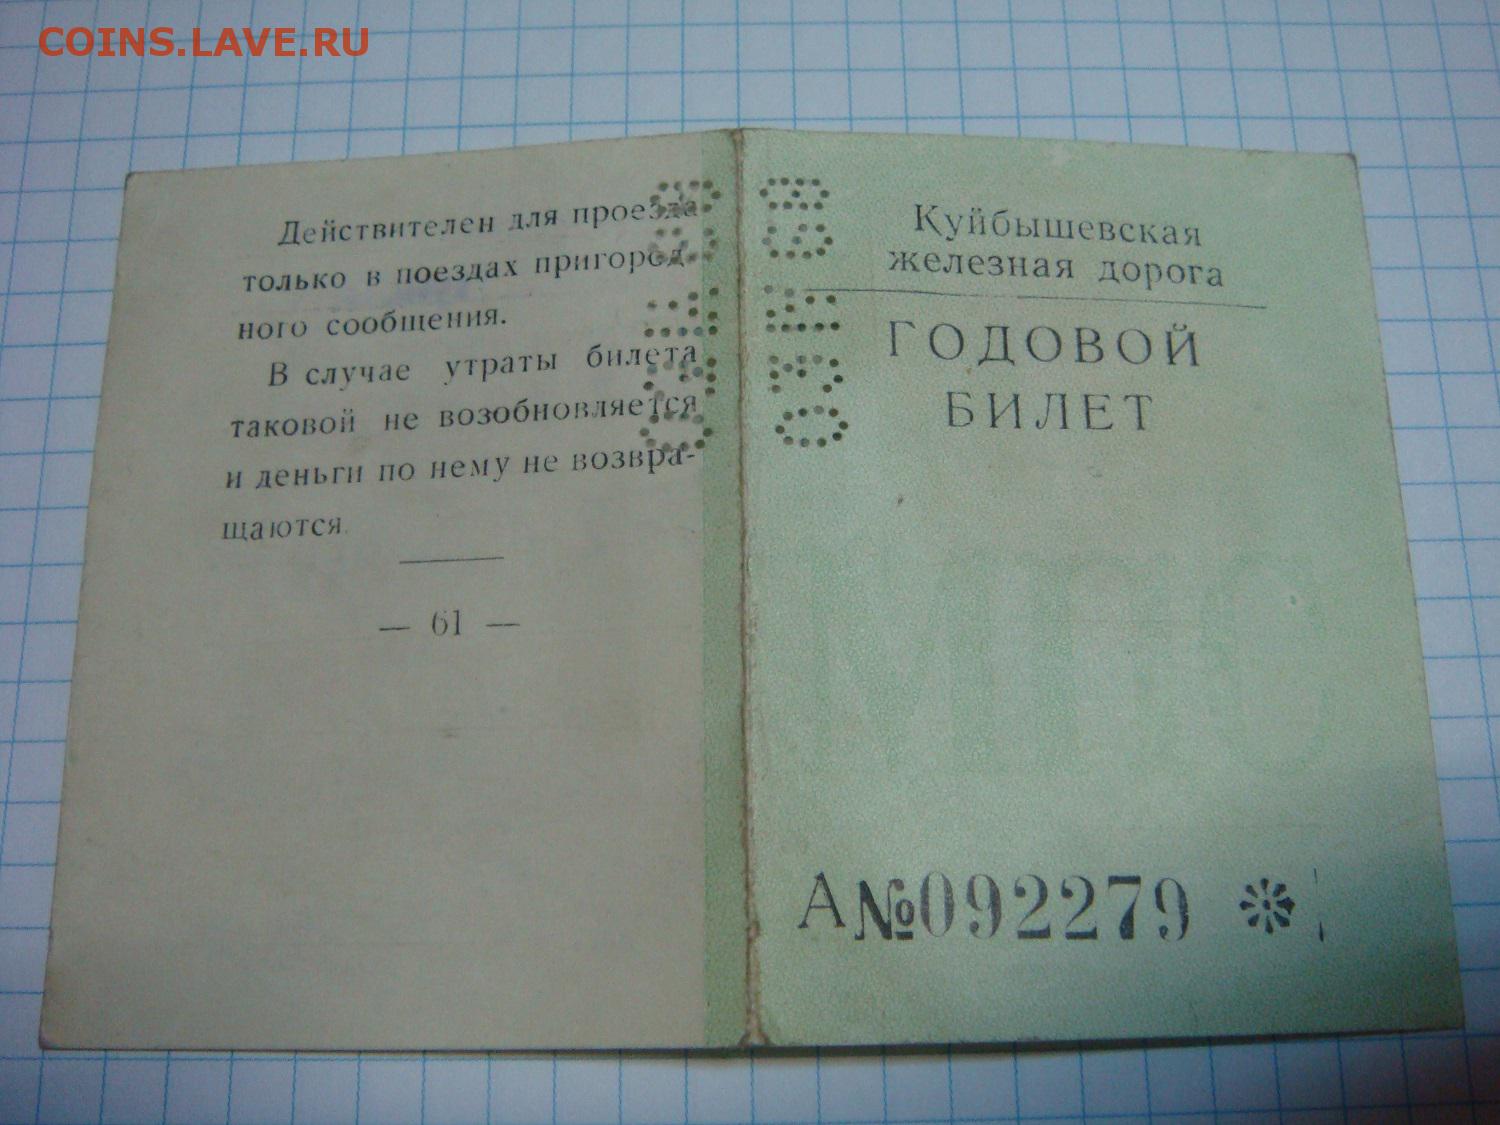 COINS.LAVE.RU
Действителен для проезда
только в поездах пригород-
ного сообщения.
В случае утраты билета
таковой не возобновляется
и деньги по нему не возвра-
щаются.
— 61 —
Куйбышевская
железная дорога
ГОДОВОЙ
БИЛЕТ
МПС
А№092279